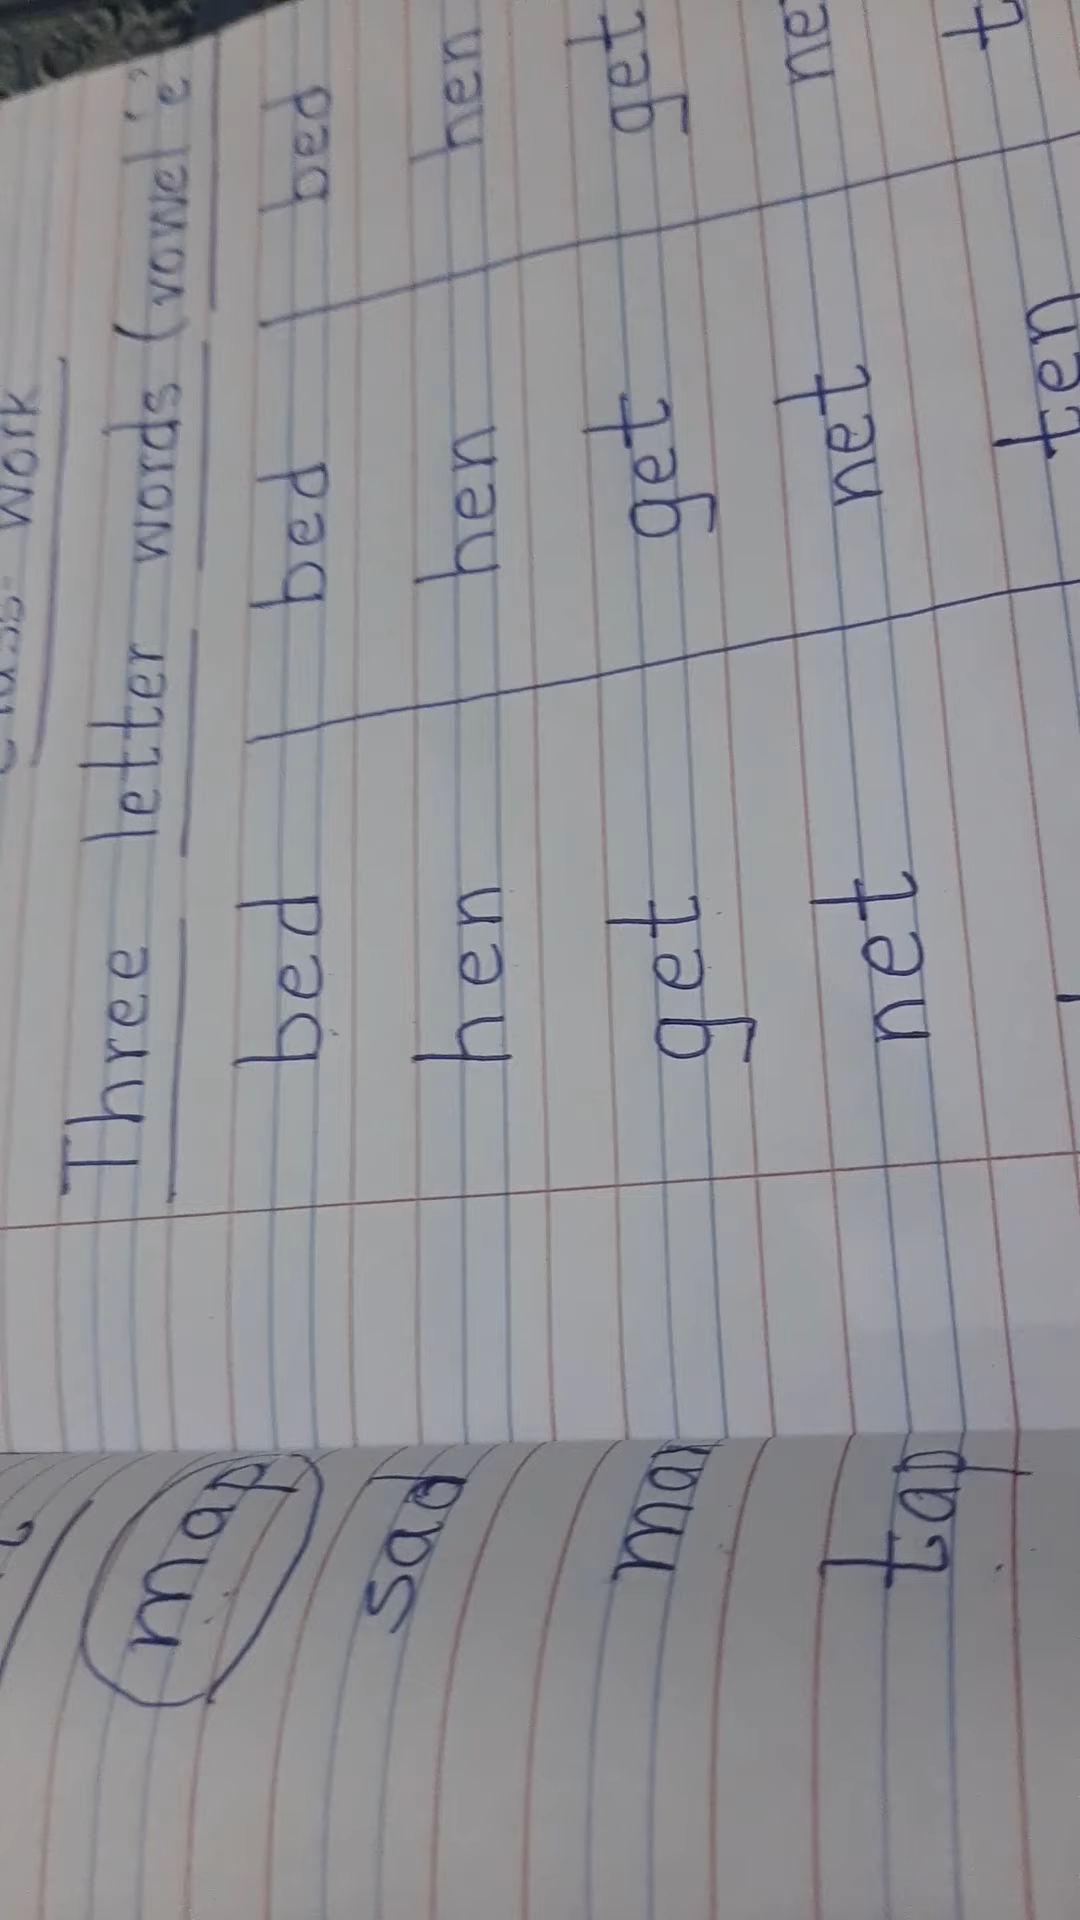 Class work
Three letter words (vowel 'e'
bed bed bed
hen hen hen
get get get
net net
ten
map
sad
tap